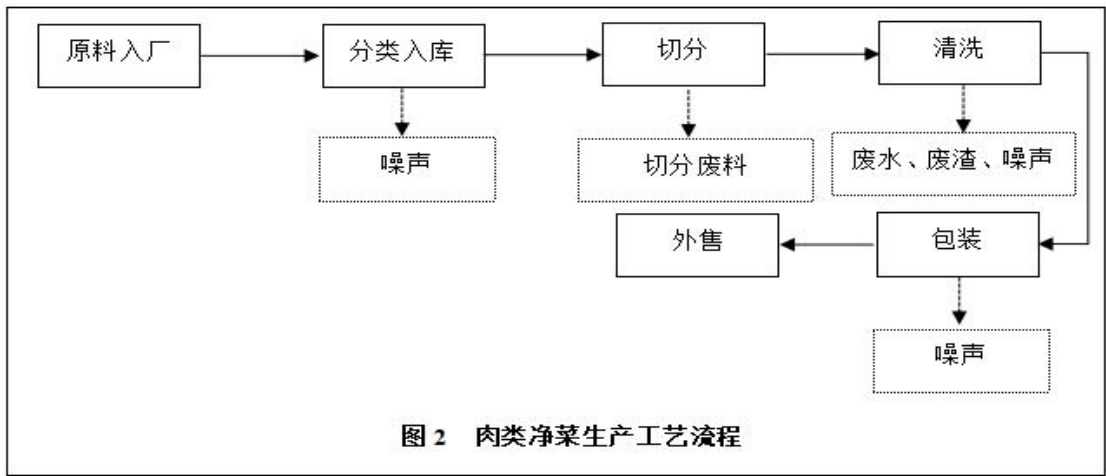 原料入厂
分类入库
切分
清洗
噪声
切分废料
废水、废渣、噪声
外售
包装
噪声
图 2 肉类净菜生产工艺流程